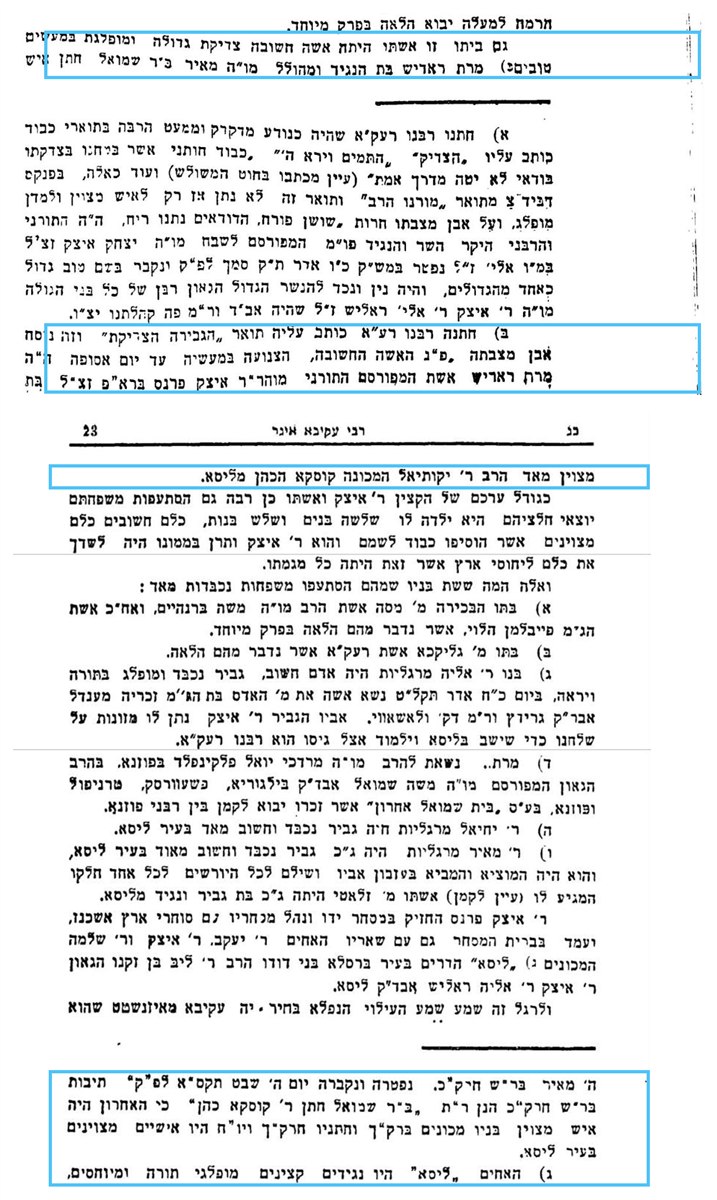 חרמח למעלה יבוא הלאה בפרק מיוחד.
גם ביתו זו אשתו היתה אשה חשובה צדיקת גדולה ומופלגת במעשים
טובים) מרת ראדיש בת הנגיד ומהולל מו״ה מאיר ב״ר שמואל חתן איש
א) חתנו רבנו רעק״א שהיה כנודע מדקדק וממעט הרבה בתוארי כבוד
כותב עליו „הצדיק״ „התמים וירא ה׳״ „כבוד חותני אשר בטחנו בצדקתו
בודאי לא יטה מדרך אמת״ (עיין מכתבו בחוט המשולש) ועוד כאלה, בפנקס
דביד״צ מתואר „מורנו הרב״ ותואר זה לא נתן אז רק לאיש מצוין ולמדן
מופלג, ועל אבן מצבתו חרות „שושן פורח, הדודאים נתנו ריח, ה״ה התורני
והרבני היקר השר והנגיד פו״מ המפורסם לשבח מו״ה יצחק איצק זצ״ל
במ״ו אלי׳ ז״ל נפטר במש״ק כ״ו אדר ת״ק סמך לפ״ק ונקבר בשם טוב גדול
כאחד מהגדולים, והיה נין ונכד להנשר הגדול הגאון רבן של כל בני הגולה
מו״ה ר׳ איצק ר׳ אלי׳ ראליש ז״ל שהיה אב״ד ור״מ פה קהלתנו יצ״ו.
ב) חתנה רבנו רע״א כותב עליה תואר „הגבירה הצדיקת״ וזה נוסח
אבן מצבתה „פ״נ האשה החשובה, הצנועה במעשיה עד יום אסופה ה״ה
מרת ראדיש אשת המפורסם התורני מוהר״ר איצק פרנס ברא״פ זצ״ל בת
23 רבי עקיבא איגר כג
מצוין מאד הרב ר׳ יקותיאל המכונה קוסקא הכהן מליסא.
כגודל ערכם של הקצין ר׳ איצק ואשתו כן רבה גם הסתעפות משפחתם
יוצאי חלציהם היא ילדה לו שלשה בנים ושלש בנות, כלם חשובים כלם
מצוינים אשר הוסיפו כבוד לשמם והוא ר׳ איצק ותרן בממונו היה לשדך
את כלם ליחוסי ארץ אשר זאת היתה כל מגמתו.
ואלה המה ששת בניו שמהם הסתעפו משפחות נכבדות מאד:
א) בתו הבכירה מ׳ מסה אשת הרב מו״ה משה ברנהיים, ואח״כ אשת
הג״מ פייבלמן הלוי, אשר נדבר מהם הלאה בפרק מיוחד.
ב) בתו מ׳ גליקכא אשת רעק״א אשר נדבר מהם הלאה.
ג) בנו ר׳ אליה מרגליות היה אדם חשוב, גביר נכבד ומופלג בתורה
ויראה, ביום כ״ח אדר תקל״ט נשא אשה את מ׳ האדס בת הג״מ זכריה מענדל
אבר״ק גרידץ ור״מ דק׳ ולאשאווי. אביו הגביר ר׳ איצק נתן לו מזונות על
שלחנו כדי שישב בליסא וילמוד אצל גיסו הוא רבנו רעק״א.
ד) מרת.. נשאת להרב מו״ה מרדכי יואל פלקינפלד בפוזנא, בהרב
הגאון המפורסם מו״ה משה שמואל אבד״ק בילגוריא, פשעוורסק, טרניפול
ופוזנא, בע״ס „בית שמואל אחרון״ אשר זכרו יבוא לקמן בין רבני פוזנא.
ה) ר׳ יחיאל מרגליות היה גביר נכבד וחשוב מאד בעיר ליסא.
ו) ר׳ מאיר מרגליות היה ג״כ גביר נכבד וחשוב מאוד בעיר ליסא,
והוא היה המוציא והמביא בעזבון אביו ושילם לכל היורשים לכל אחד חלקו
המגיע לו (עיין לקמן) אשתו מ׳ זלאטי היתה ג״כ בת גביר ונגיד מליסא.
ר׳ איצק פרנס החזיק במסחר ידו ונהל מסחריו עם סוחרי ארץ אשכנז,
ועמד בברית המסחר גם עם שאריו האחים ר׳ יעקב, ר׳ איצק ור׳ שלמה
המכונים ג) „ליסא״ הדרים בעיר ברסלא בני דודו הרב ר׳ ליב בן זקנו הגאון
ר׳ איצק ר׳ אליה ראליש אבד״ק ליסא.
ולרגל זה שמע שמע העילוי הנפלא בחיר־יה עקיבא מאיזנשטט שהוא
ה׳ מאיר בר״ש חיק״כ. נפטרה ונקברה יום ה׳ שבט תקס״א לפ״ק״ תיבות
בר״ש חרק״כ הנן ר״ת „ב״ר שמואל חתן ר׳ קוסקא כהן״ כי האחרון היה
איש מצוין בניו מכונים ברק״ך וחתניו חרק״ך ויו״ח היו אישיים מצוינים
בעיר ליסא.
ג) האחים „ליסא״ היו נגידים קצינים מופלגי תורה ומיוחסים,